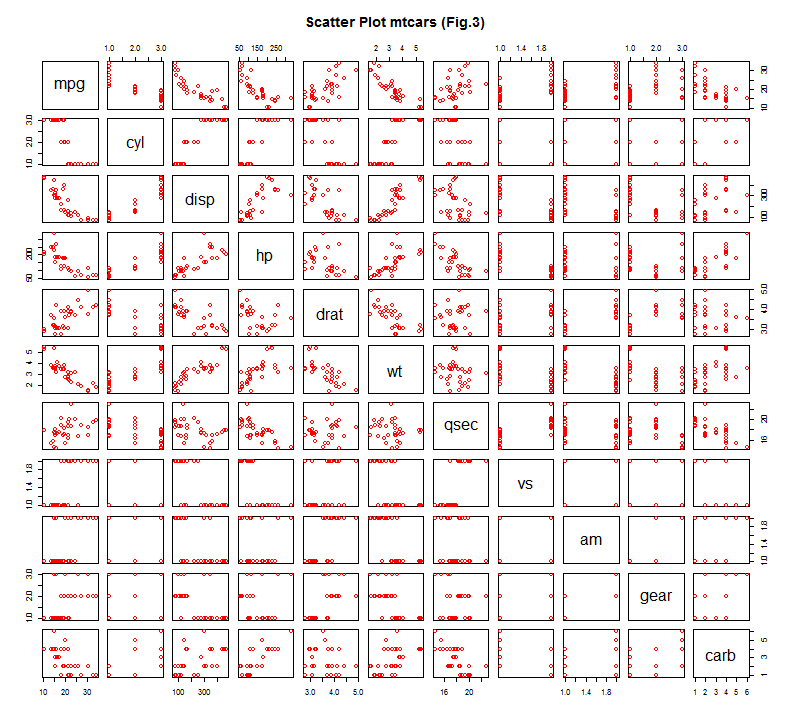 Scatter Plot mtcars (Fig.3)
1.0 2.0 3.0 50 150 250 2 3 4 5 1.0 1.4 1.8 1.0 2.0 3.0
mpg
10 20 30
1.0 2.0 3.0
cyl
disp
100 300
50 200
hp
drat
3.0 4.0 5.0
2 3 4 5
wt
qsec
16 20
1.0 1.4 1.8
vs
am
1.0 1.4 1.8
1.0 2.0 3.0
gear
carb
1 3 5
10 20 30 100 300 3.0 4.0 5.0 16 20 1.0 1.4 1.8 1 2 3 4 5 6